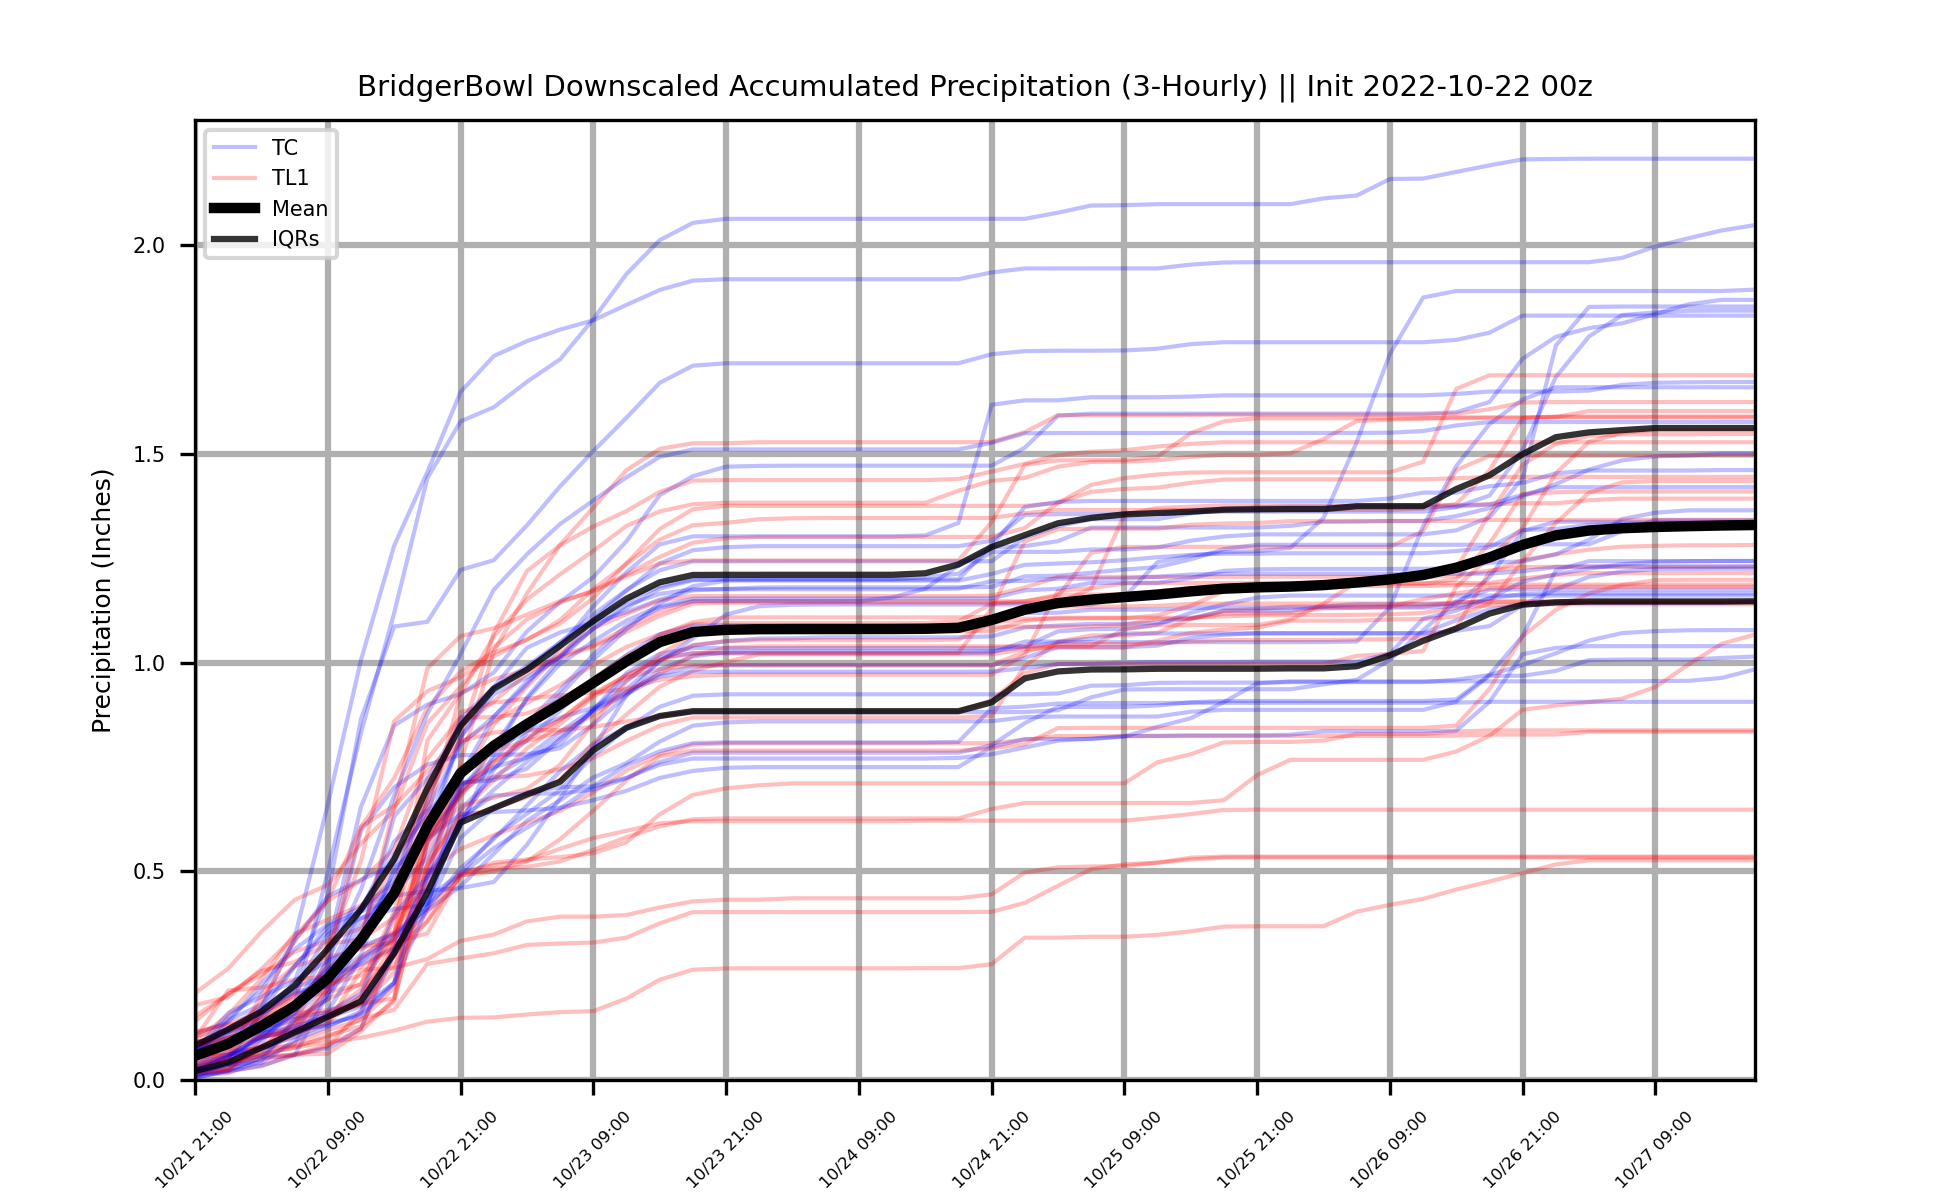 BridgerBowl Downscaled Accumulated Precipitation (3-Hourly) || Init 2022-10-22 00z
TC
TL1
Mean
IQRs
Precipitation (Inches)
2.0
1.5
1.0
0.5
0.0
10/21 21:00
10/22 09:00
10/22 21:00
10/23 09:00
10/23 21:00
10/24 09:00
10/24 21:00
10/25 09:00
10/25 21:00
10/26 09:00
10/26 21:00
10/27 09:00